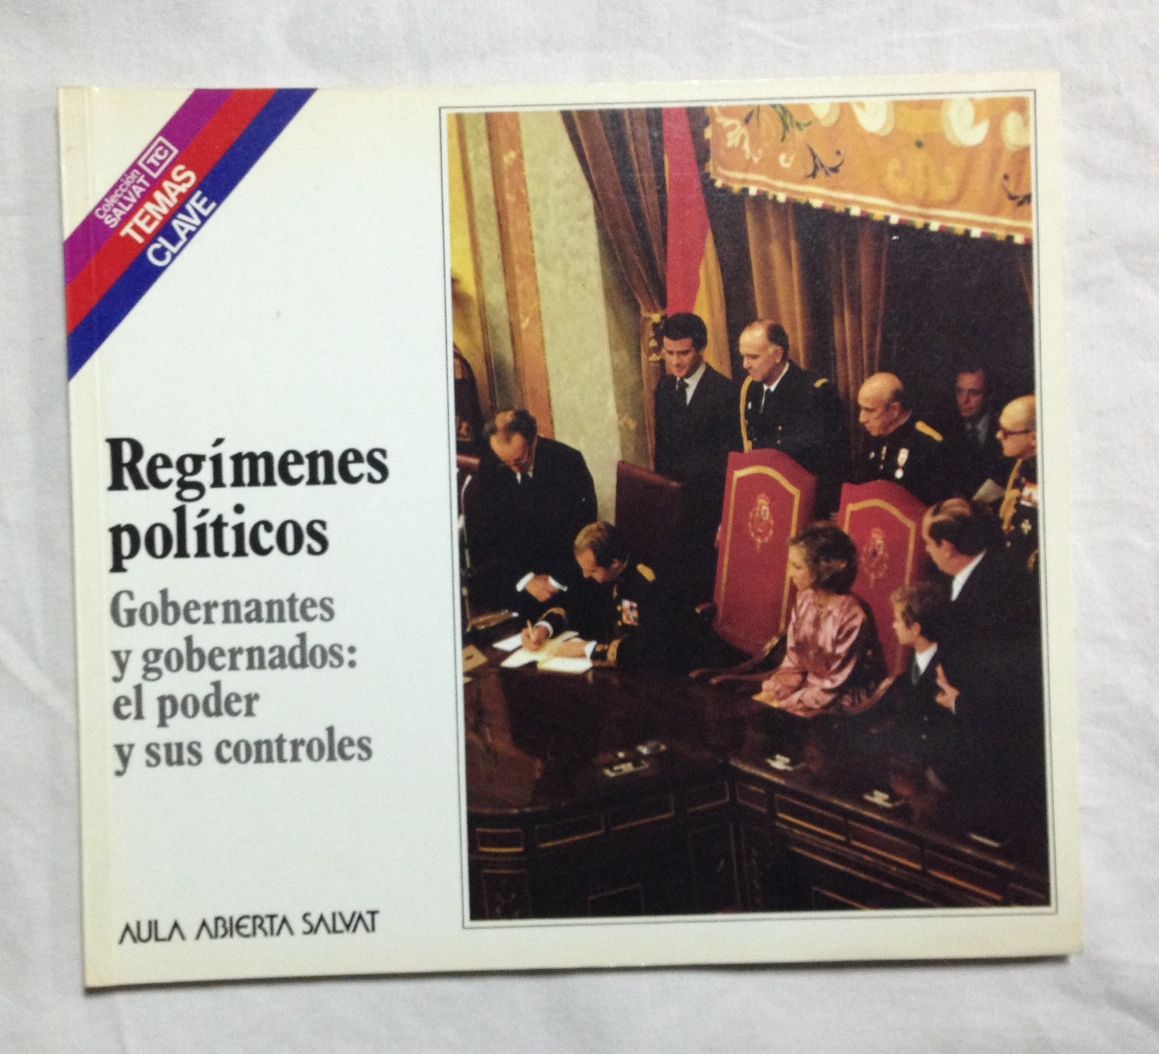 Colección
SALVAT TC
TEMAS
CLAVE
Regímenes
políticos
Gobernantes
y gobernados:
el poder
y sus controles
AULA ABIERTA SALVAT